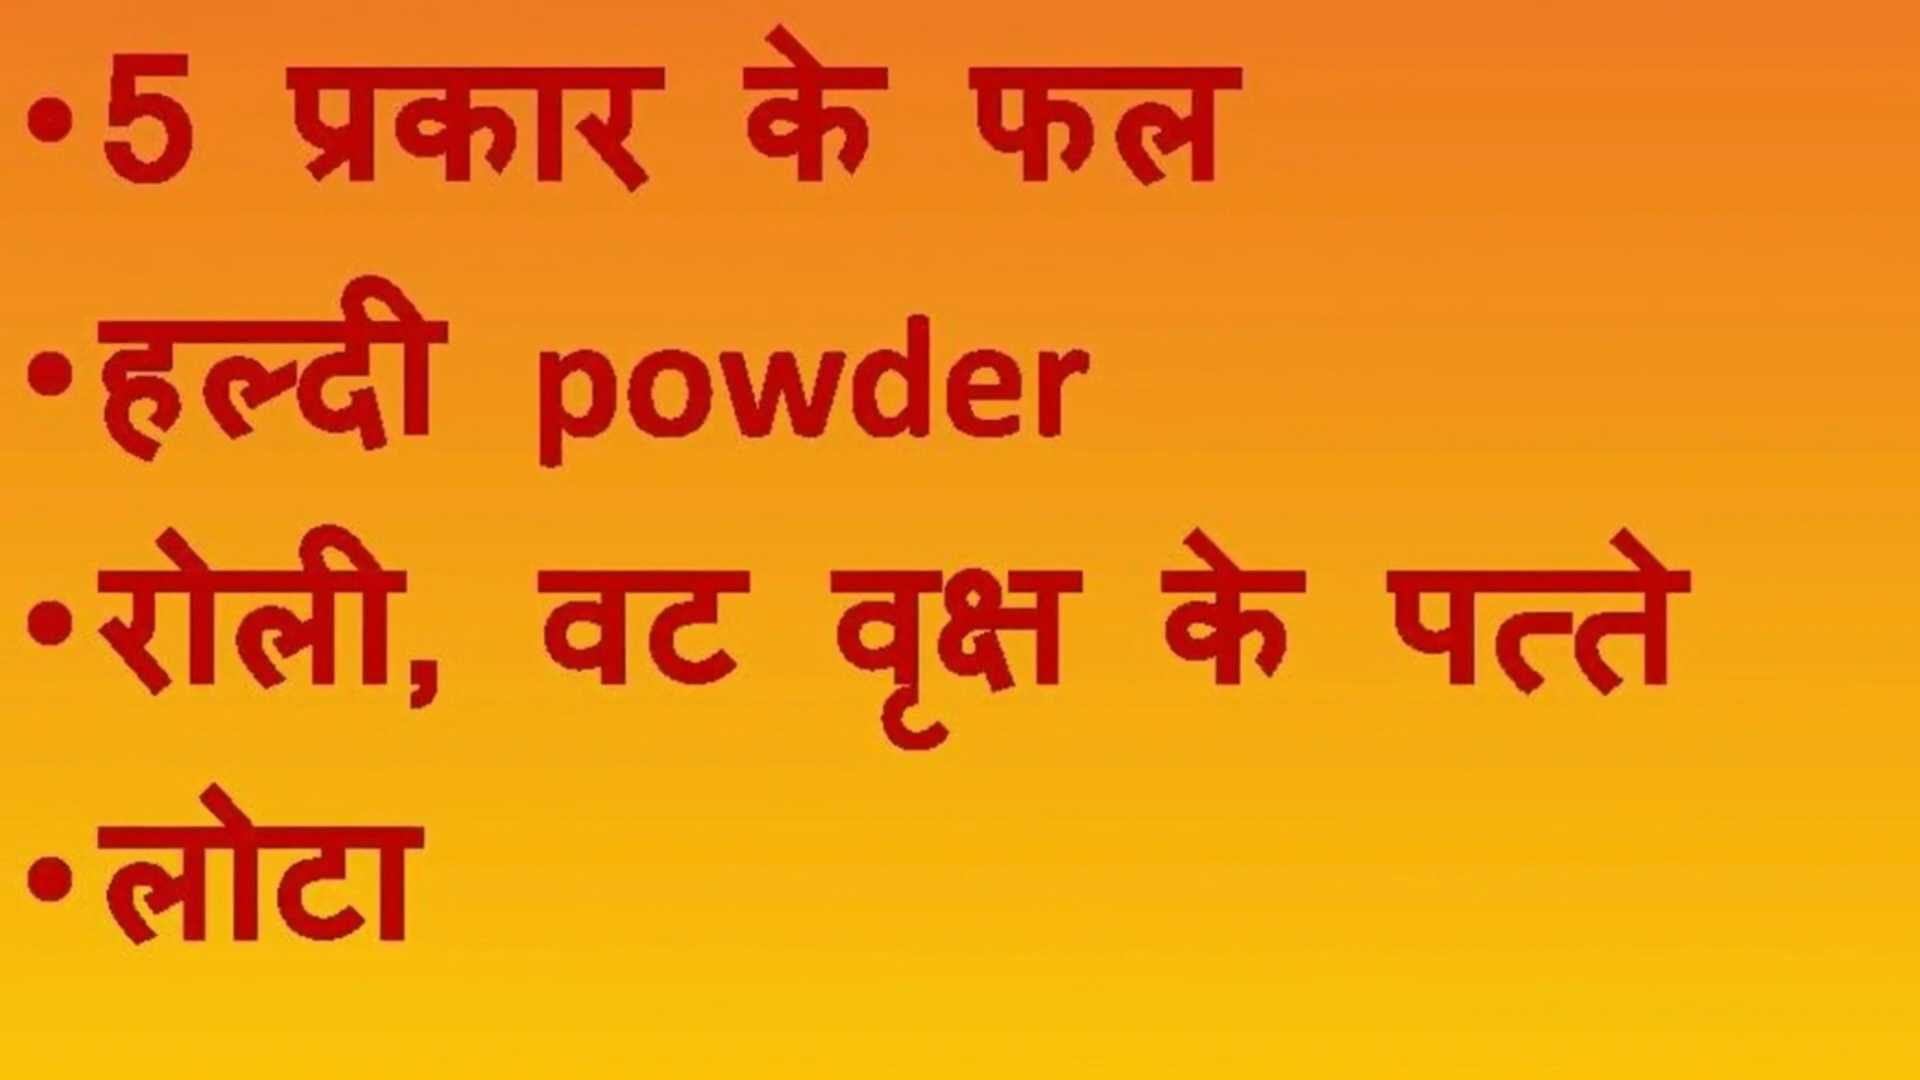 •5 प्रकार के फल
•हल्दी powder
•रोली, वट वृक्ष के पत्ते
•लोटा